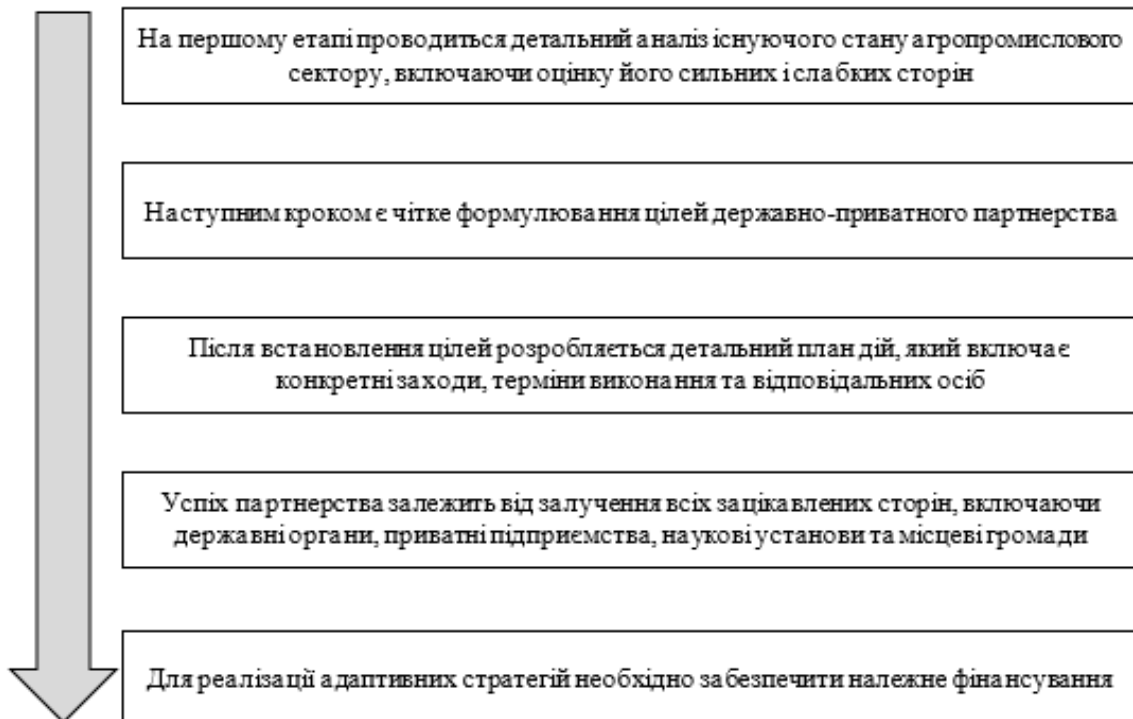 На першому етапі проводиться детальний аналіз існуючого стану агропромислового
сектору, включаючи оцінку його сильних і слабких сторін
Наступним кроком є чітке формулювання цілей державно-приватного партнерства
Після встановлення цілей розробляється детальний план дій, який включає
конкретні заходи, терміни виконання та відповідальних осіб
Успіх партнерства залежить від залучення всіх зацікавлених сторін, включаючи
державні органи, приватні підприємства, наукові установи та місцеві громади
Для реалізації адаптивних стратегій необхідно забезпечити належне фінансування